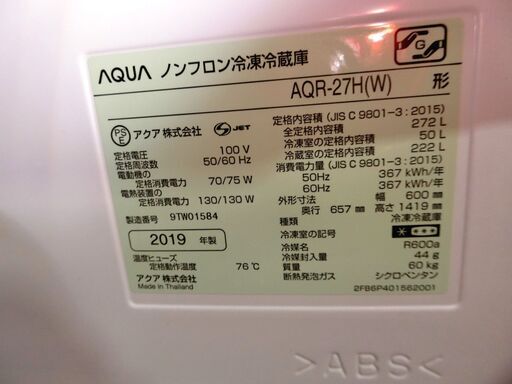 AQUA ノンフロン冷凍冷蔵庫
AQR-27H(W) 形
G
PS E アクア株式会社 S JET
定格電圧 100 V
定格周波数 50/60 Hz
電動機の
定格消費電力 70/75 W
電熱装置の
定格消費電力 130/130 W
製造番号 9TW01584
2019 年製
温度ヒューズ
定格動作温度 76℃
アクア株式会社
Made in Thailand
定格内容積 (JIS C 9801-3 : 2015)
全定格内容積 272 L
冷凍室の定格内容積 50 L
冷蔵室の定格内容積 222 L
消費電力量 (JIS C 9801-3 : 2015)
50Hz 367 kWh/年
60Hz 367 kWh/年
外形寸法 幅 600 mm
奥行 657 mm 高さ 1419 mm
種類 冷凍冷蔵庫
冷凍室の記号
冷媒名 R600a
冷媒封入量 44 g
質量 60 kg
断熱発泡ガス シクロペンタン
2FB6P401562001
>ABS<